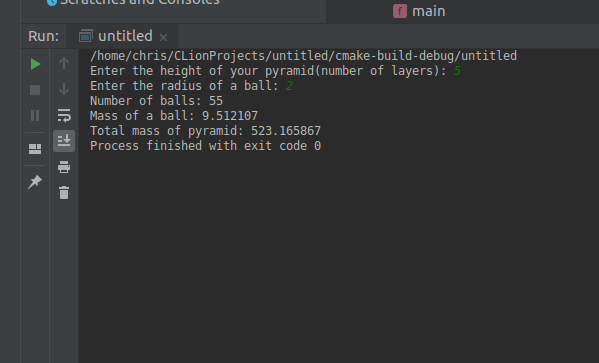 Scratches and Consoles
f main
Run: untitled ×
/home/chris/CLionProjects/untitled/cmake-build-debug/untitled
Enter the height of your pyramid(number of layers): 5
Enter the radius of a ball: 2
Number of balls: 55
Mass of a ball: 9.512107
Total mass of pyramid: 523.165867
Process finished with exit code 0